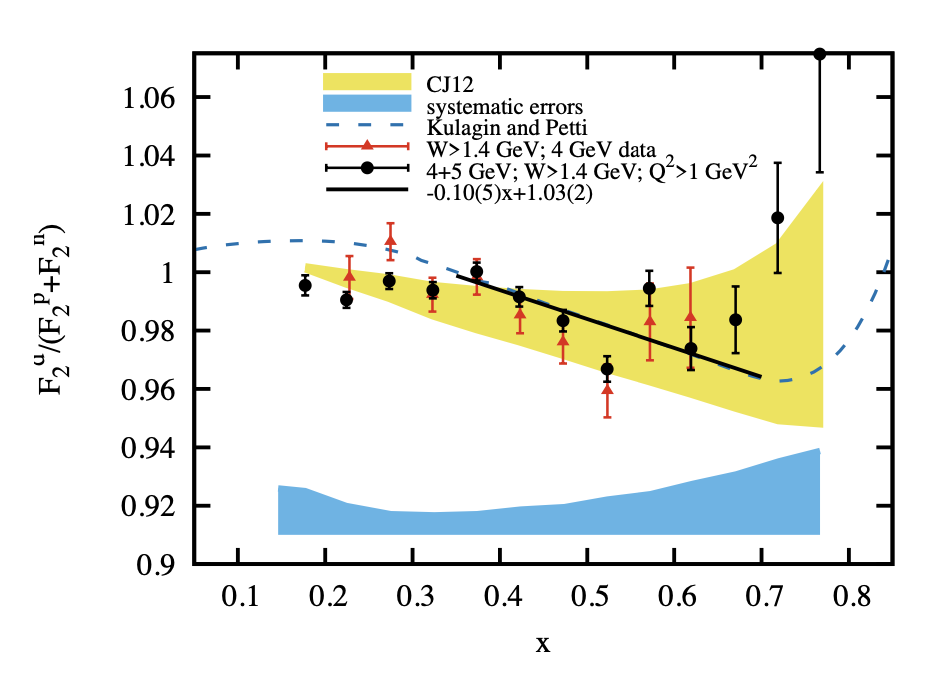 CJ12
systematic errors
Kulagin and Petti
W>1.4 GeV; 4 GeV data
4+5 GeV; W>1.4 GeV; Q²>1 GeV²
-0.10(5)x+1.03(2)
F₂ᵈ/(F₂ᵖ+F₂ⁿ)
1.06
1.04
1.02
1
0.98
0.96
0.94
0.92
0.9
0.1 0.2 0.3 0.4 0.5 0.6 0.7 0.8
x